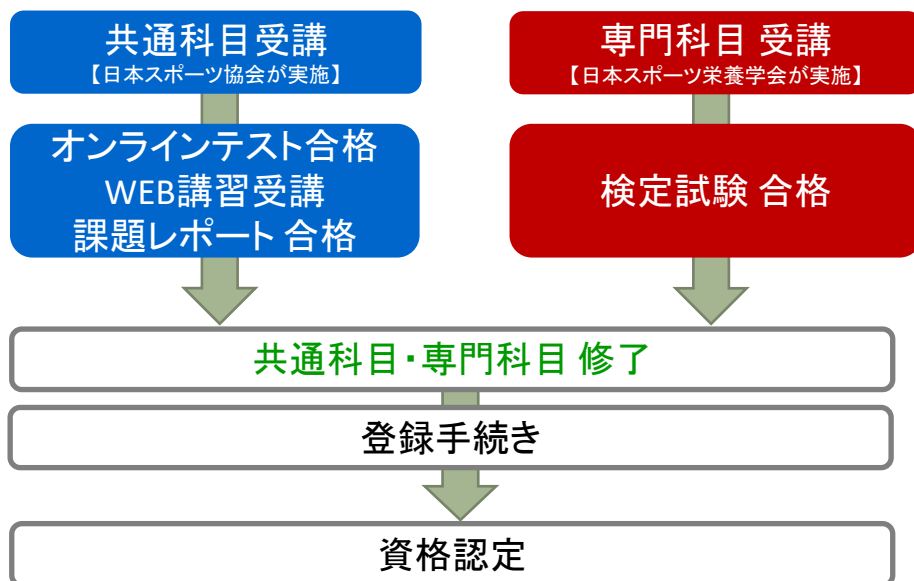 共通科目受講
【日本スポーツ協会が実施】
オンラインテスト合格
WEB講習受講
課題レポート 合格
専門科目 受講
【日本スポーツ栄養学会が実施】
検定試験 合格
共通科目・専門科目 修了
登録手続き
資格認定